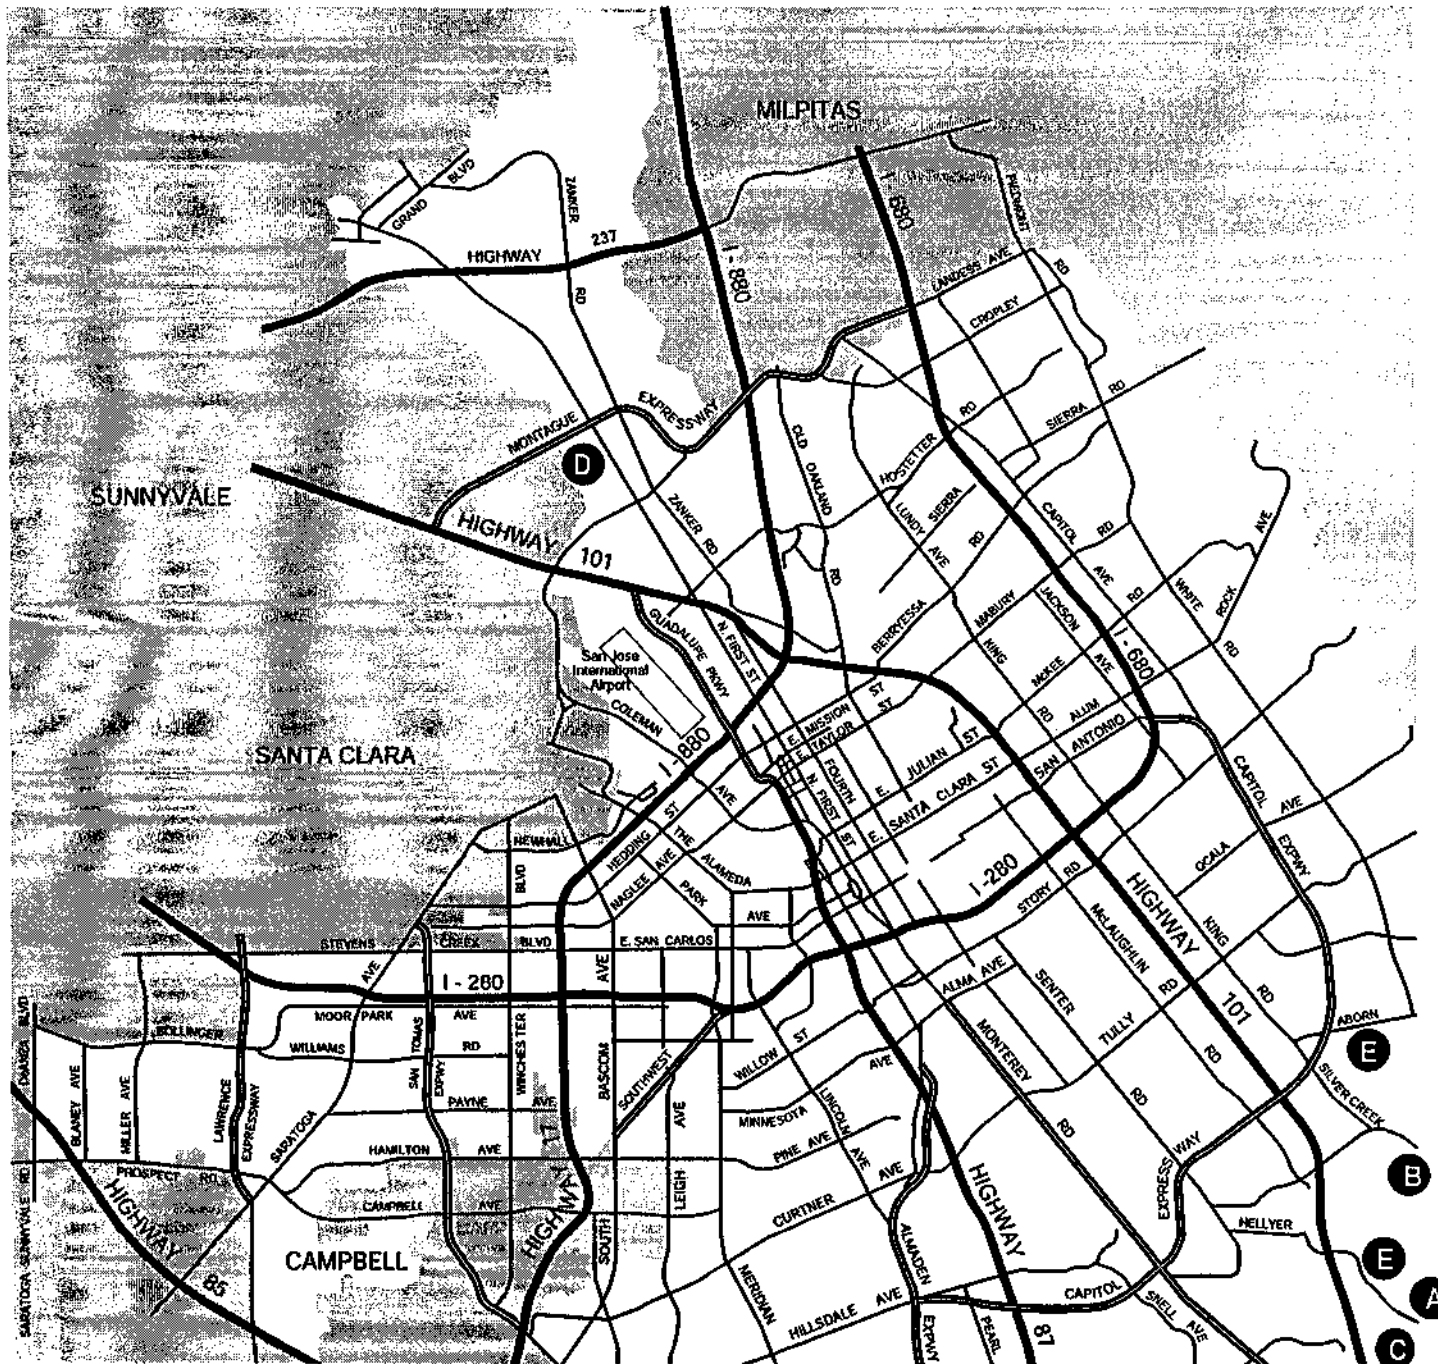 MILPITAS
GRAND BLVD
ZANKER RD
PIEDMONT RD
I - 680
HIGHWAY 237
I - 880
LANDESS AVE
CROPLEY
MONTAGUE EXPRESSWAY
D
OLD OAKLAND RD
HOSTETTER RD
SIERRA RD
SUNNYVALE
HIGHWAY 101
ZANKER RD
LUNDY AVE
SIERRA RD
CAPITOL AVE
RD
WHITE RD
ROCK AVE
BERRYESSA
MABURY RD
JACKSON AVE
KING RD
McKEE RD
I - 680
ALUM
GUADALUPE PKWY
N. FIRST ST
San Jose
International
Airport
COLEMAN AVE
E. MISSION ST
E. TAYLOR ST
FOURTH ST
N. FIRST ST
E. JULIAN ST
E. SANTA CLARA ST
SAN ANTONIO
CAPITOL EXPWY
I - 880
SANTA CLARA
OCALA AVE
NEWHALL
HEDDING ST
THE ALAMEDA
NAGLEE AVE
PARK AVE
I - 280
STORY RD
HIGHWAY 101
McLAUGHLIN
KING RD
STEVENS CREEK BLVD
E. SAN CARLOS
I - 280
MOOR PARK AVE
WINCHESTER BLVD
BOLLINGER
WILLIAMS RD
SAN TOMAS EXPWY
SOUTH BASCOM AVE
SOUTHWEST
ALMA AVE
SENTER RD
TULLY RD
MONTEREY RD
WILLOW ST
ABORN
E
SILVER CREEK
SARATOGA SUNNYVALE RD
DeANZA BLVD
BLANEY AVE
MILLER AVE
LAWRENCE EXPRESSWAY
SARATOGA AVE
PAYNE AVE
HAMILTON AVE
PROSPECT RD
CAMPBELL AVE
LEIGH AVE
MINNESOTA AVE
PINE AVE
LINCOLN AVE
CURTNER AVE
B
HIGHWAY 17
HIGHWAY 85
CAMPBELL
MERIDIAN
ALMADEN EXPWY
HIGHWAY 87
HILLSDALE AVE
PEARL
CAPITOL EXPRESSWAY
SNELL AVE
HELLYER
E
A
C